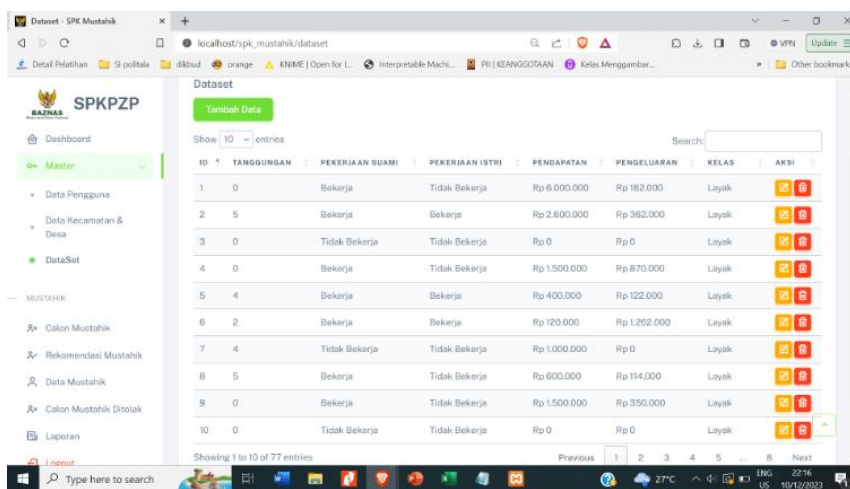 Dataset - SPK Mustahik
localhost/spk_mustahik/dataset
VPN
Update
Detail Pelatihan
SI politala
dikbud
orange
KNIME | Open for I...
Interpretable Machi...
PII | KEANGGOTAAN
Kelas Menggambar...
Other bookmark
BAZNAS
SPKPZP
Dashboard
Master
Data Pengguna
Data Kecamatan &
Desa
DataSet
MUSTAHIK
Calon Mustahik
Rekomendasi Mustahik
Data Mustahik
Calon Mustahik Ditolak
Laporan
Logout
Dataset
Tambah Data
Show 10 entries
Search:
ID TANGGUNGAN PEKERJAAN SUAMI PEKERJAAN ISTRI PENDAPATAN PENGELUARAN KELAS AKSI
1 0 Bekerja Tidak Bekerja Rp 6.000.000 Rp 182.000 Layak
2 5 Bekerja Bekerja Rp 2.600.000 Rp 362.000 Layak
3 0 Tidak Bekerja Tidak Bekerja Rp 0 Rp 0 Layak
4 0 Bekerja Tidak Bekerja Rp 1.500.000 Rp 870.000 Layak
5 4 Bekerja Bekerja Rp 400.000 Rp 122.000 Layak
6 2 Bekerja Bekerja Rp 120.000 Rp 1.262.000 Layak
7 4 Tidak Bekerja Tidak Bekerja Rp 1.000.000 Rp 0 Layak
8 5 Bekerja Tidak Bekerja Rp 600.000 Rp 114.000 Layak
9 0 Bekerja Tidak Bekerja Rp 1.500.000 Rp 350.000 Layak
10 0 Tidak Bekerja Tidak Bekerja Rp 0 Rp 0 Layak
Showing 1 to 10 of 77 entries
Previous 1 2 3 4 5 ... 8 Next
Type here to search
27°C
ENG
US
22:16
10/12/2023